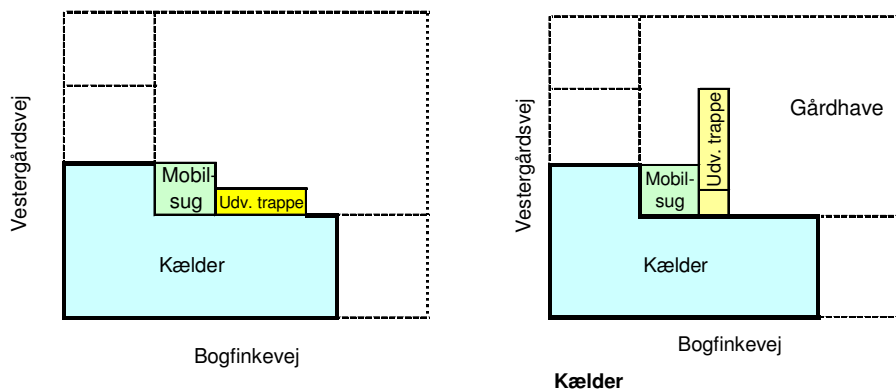 Vestergårdsvej
Mobil-
sug
Udv. trappe
Kælder
Bogfinkevej
Vestergårdsvej
Udv. trappe
Gårdhave
Mobil-
sug
Kælder
Bogfinkevej
Kælder